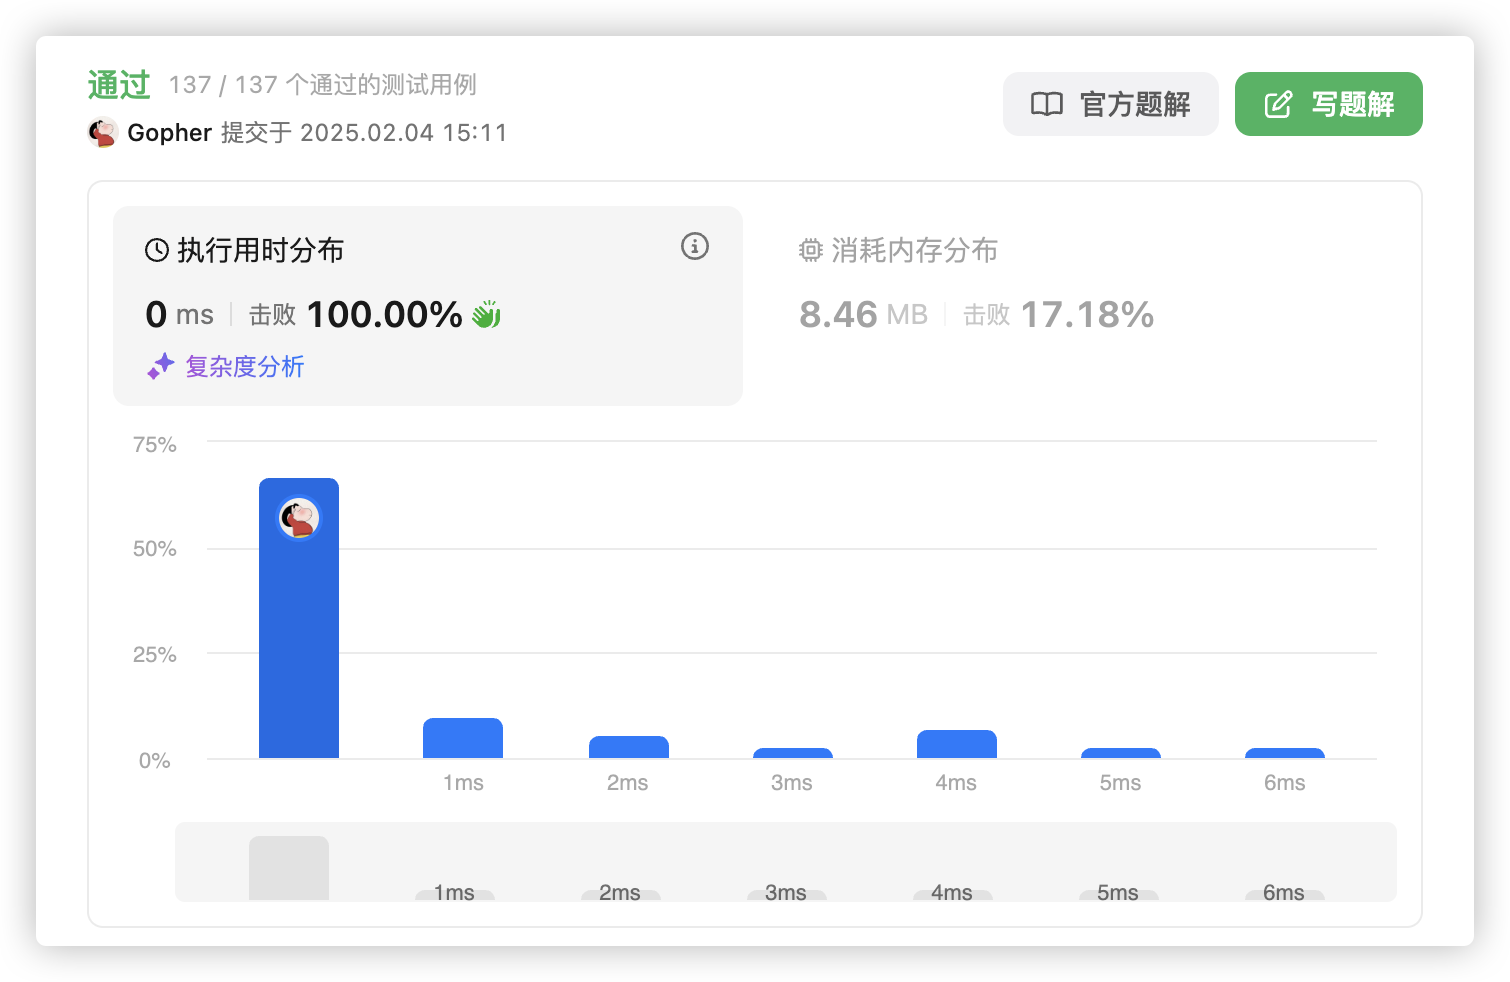 通过 137 / 137 个通过的测试用例
Gopher 提交于 2025.02.04 15:11
官方题解
写题解
执行用时分布
0 ms 击败 100.00%
复杂度分析
消耗内存分布
8.46 MB 击败 17.18%
75%
50%
25%
0%
1ms 2ms 3ms 4ms 5ms 6ms
1ms 2ms 3ms 4ms 5ms 6ms